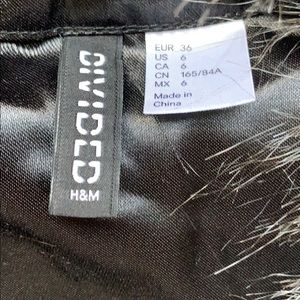 DIVIDED
H&M
EUR 36
US 6
CA 6
CN 165/84A
MX 6
Made in
China